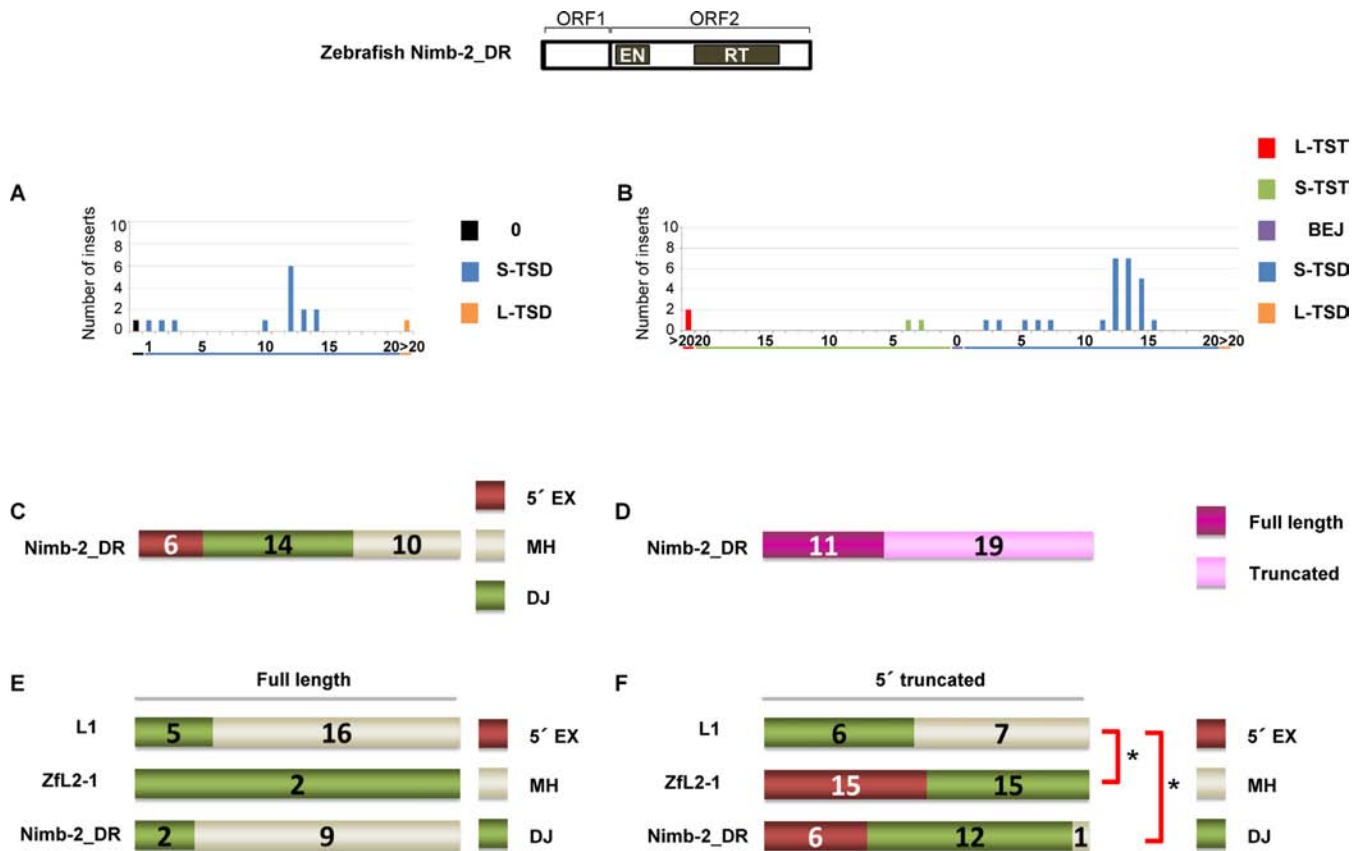 ORF1 ORF2
Zebrafish Nimb-2_DR EN RT
A
Number of inserts
10
8
6
4
2
0
1 5 10 15 20>20
0
S-TSD
L-TSD
B
Number of inserts
10
8
6
4
2
0
>2020 15 10 5 0 5 10 15 20>20
L-TST
S-TST
BEJ
S-TSD
L-TSD
C
Nimb-2_DR 6 14 10
5´ EX
MH
DJ
D
Nimb-2_DR 11 19
Full length
Truncated
E
Full length
L1 5 16
ZfL2-1 2
Nimb-2_DR 2 9
5´ EX
MH
DJ
F
5´ truncated
L1 6 7
ZfL2-1 15 15
Nimb-2_DR 6 12 1
*
*
5´ EX
MH
DJ